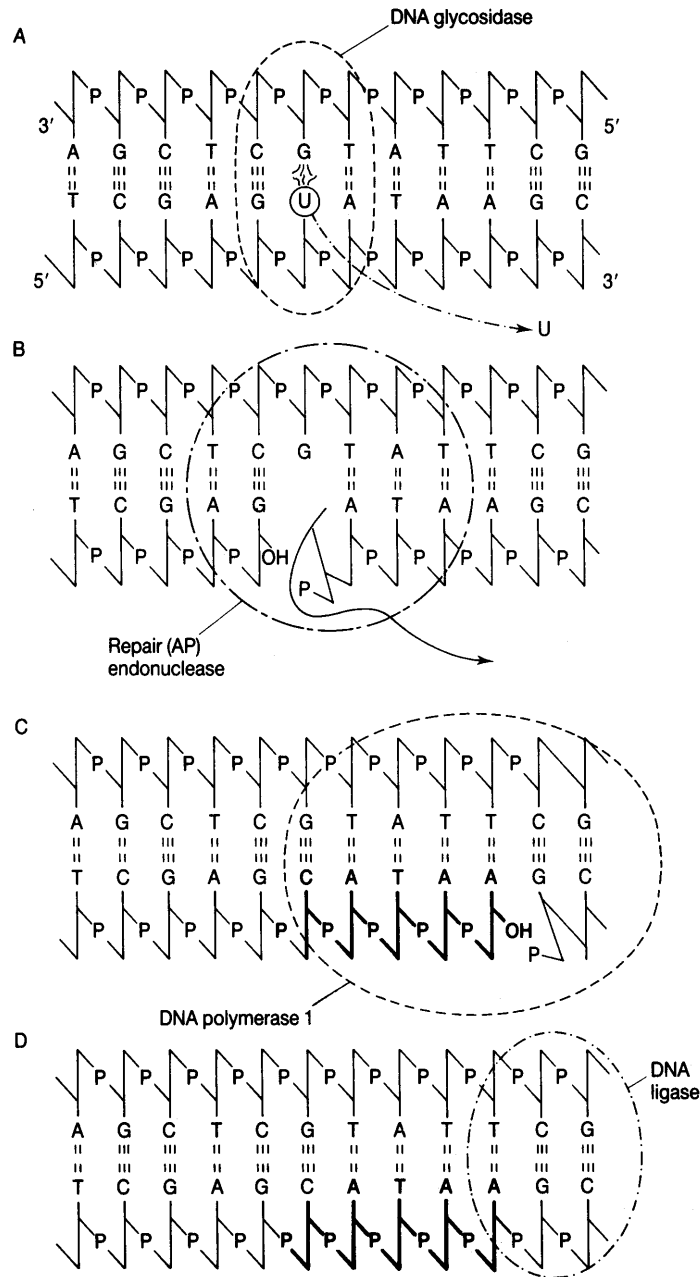 DNA glycosidase
A
P P P P P P P P P P P
3′ 5′
A G C T C G T A T T C G
T C G A G U A T A A G C
P P P P P P P P P P P
5′ 3′
U
B
P P P P P P P P P P P
A G C T C G T A T T C G
T C G A G A T A A G C
P P P P OH P P P P P
P
Repair (AP)
endonuclease
C
P P P P P P P P P P
A G C T C G T A T T C G
T C G A G C A T A A G C
P P P P P P P P P OH
P
DNA polymerase 1
D
DNA
ligase
P P P P P P P P P P P
A G C T C G T A T T C G
T C G A G C A T A A G C
P P P P P P P P P P P